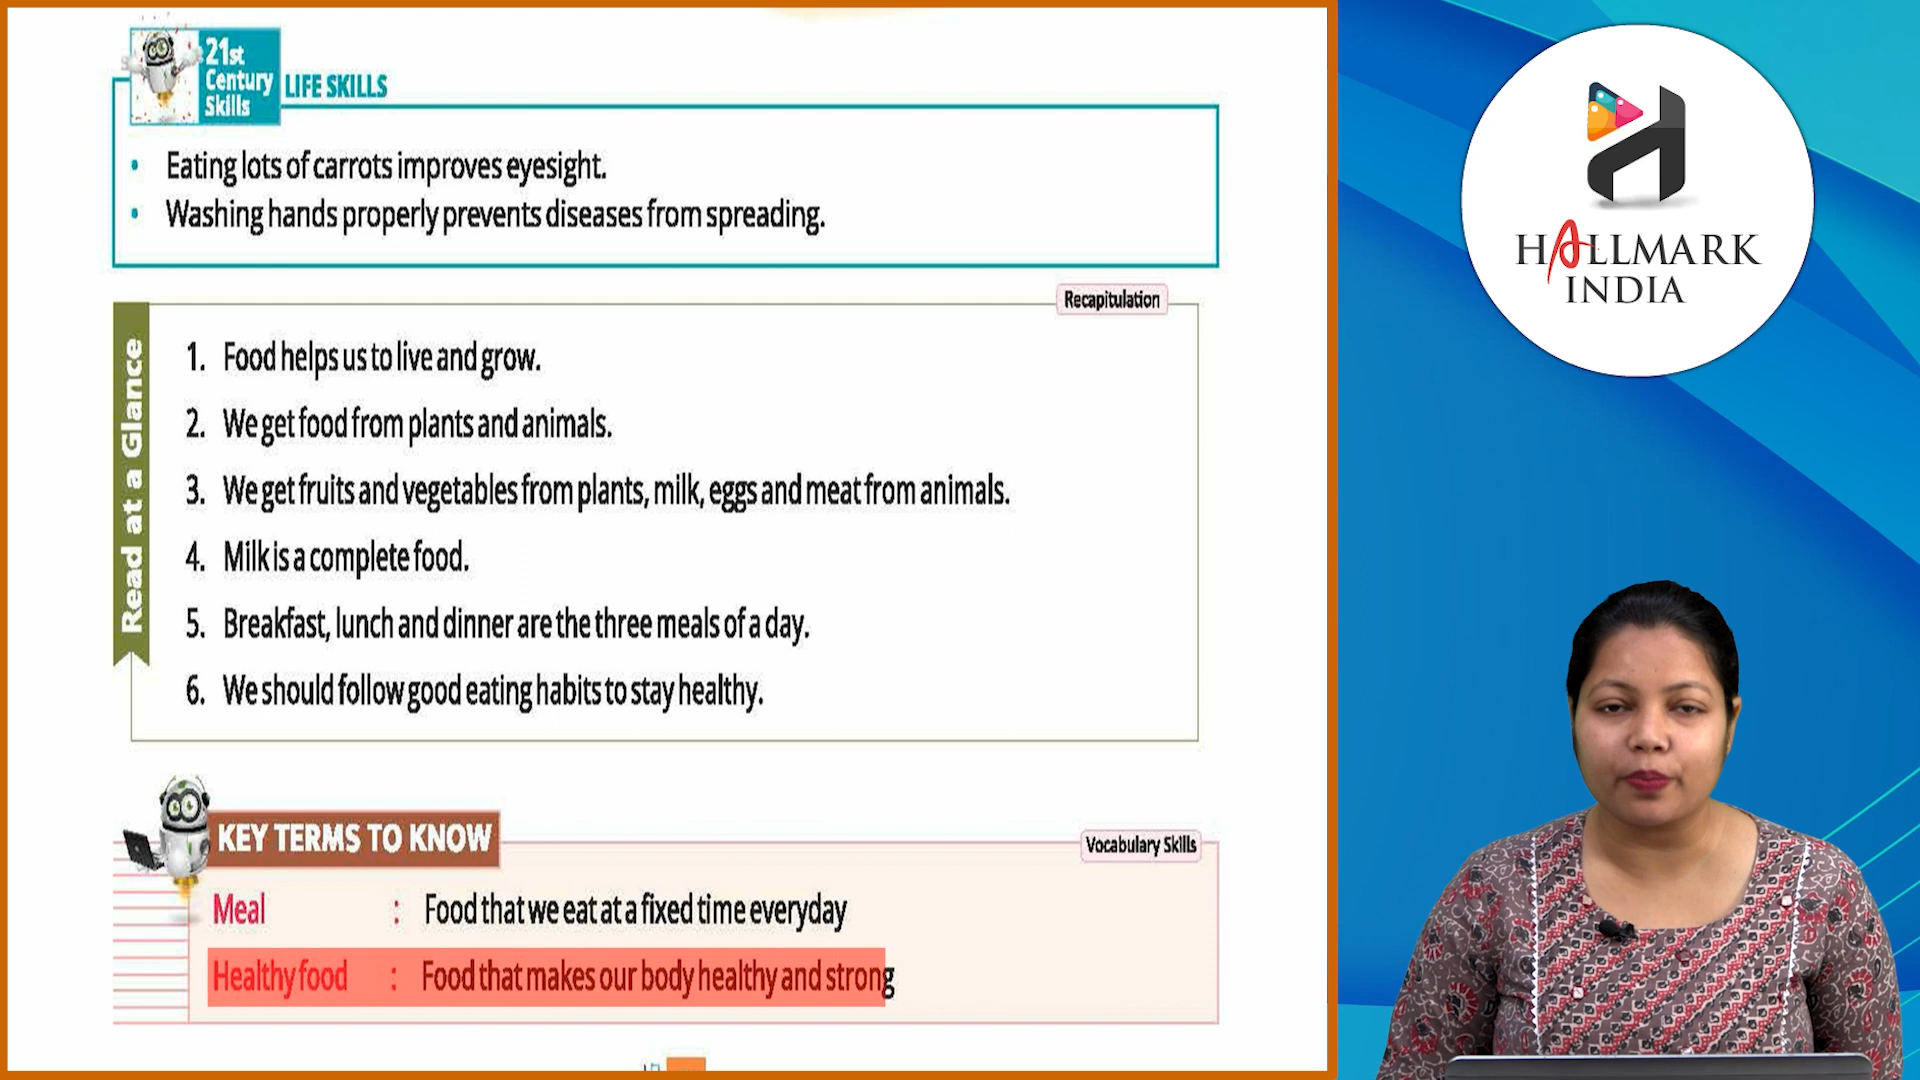 21st
Century
Skills
LIFE SKILLS
• Eating lots of carrots improves eyesight.
• Washing hands properly prevents diseases from spreading.
Recapitulation
Read at a Glance
1. Food helps us to live and grow.
2. We get food from plants and animals.
3. We get fruits and vegetables from plants, milk, eggs and meat from animals.
4. Milk is a complete food.
5. Breakfast, lunch and dinner are the three meals of a day.
6. We should follow good eating habits to stay healthy.
KEY TERMS TO KNOW
Vocabulary Skills
Meal : Food that we eat at a fixed time everyday
Healthy food : Food that makes our body healthy and strong
HALLMARK
INDIA